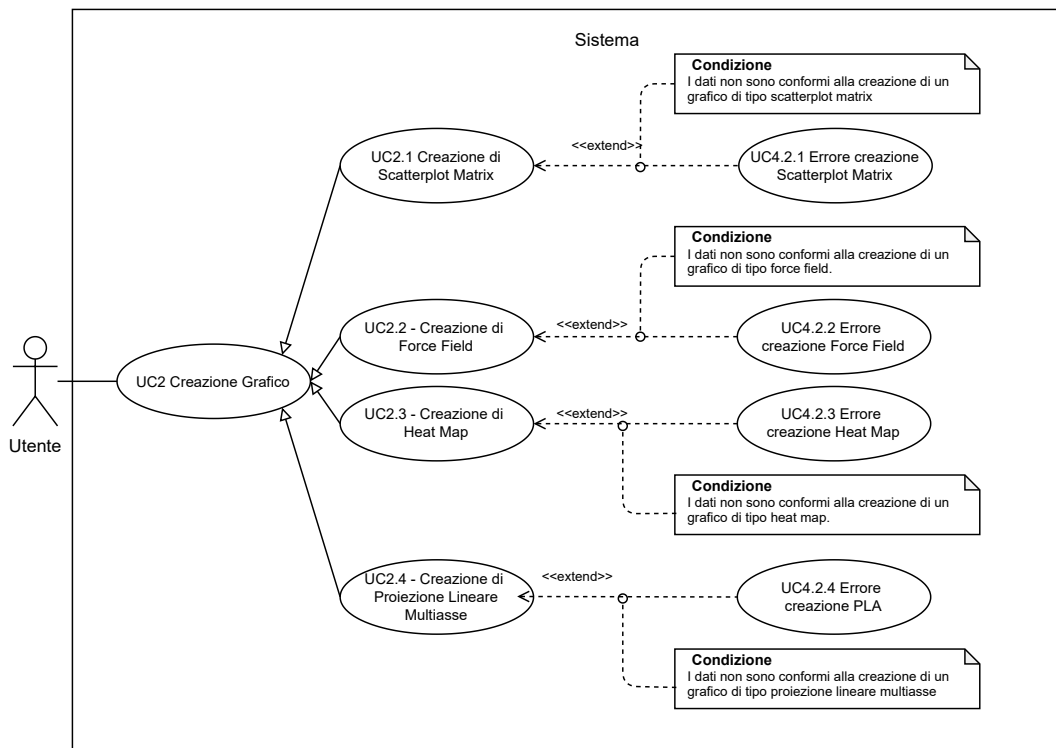 Sistema
Condizione
I dati non sono conformi alla creazione di un
grafico di tipo scatterplot matrix
UC2.1 Creazione di
Scatterplot Matrix
<<extend>>
UC4.2.1 Errore creazione
Scatterplot Matrix
Condizione
I dati non sono conformi alla creazione di un
grafico di tipo force field.
UC2.2 - Creazione di
Force Field
<<extend>>
UC4.2.2 Errore
creazione Force Field
Utente
UC2 Creazione Grafico
UC2.3 - Creazione di
Heat Map
<<extend>>
UC4.2.3 Errore
creazione Heat Map
Condizione
I dati non sono conformi alla creazione di un
grafico di tipo heat map.
UC2.4 - Creazione di
Proiezione Lineare
Multiasse
<<extend>>
UC4.2.4 Errore
creazione PLA
Condizione
I dati non sono conformi alla creazione di un
grafico di tipo proiezione lineare multiasse